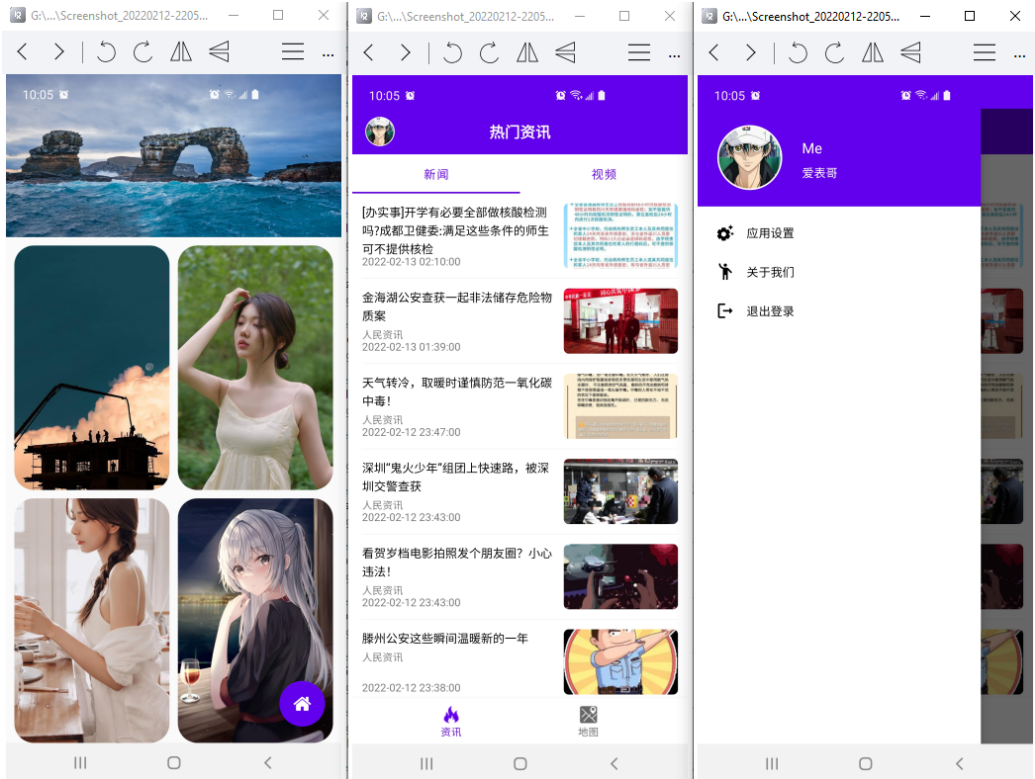 G:\...\Screenshot_20220212-2205...
...
10:05
G:\...\Screenshot_20220212-2205...
...
10:05
热门资讯
新闻
视频
[办实事]开学有必要全部做核酸检测
吗?成都卫健委:满足这些条件的师生
可不提供核检
2022-02-13 02:10:00
金海湖公安查获一起非法储存危险物
质案
人民资讯
2022-02-13 01:39:00
天气转冷，取暖时谨慎防范一氧化碳
中毒！
人民资讯
2022-02-12 23:47:00
深圳“鬼火少年”组团上快速路，被深
圳交警查获
人民资讯
2022-02-12 23:43:00
看贺岁档电影拍照发个朋友圈？小心
违法！
人民资讯
2022-02-12 23:43:00
滕州公安这些瞬间温暖新的一年
人民资讯
2022-02-12 23:38:00
资讯
地图
G:\...\Screenshot_20220212-2205...
...
10:05
Me
爱表哥
应用设置
关于我们
退出登录